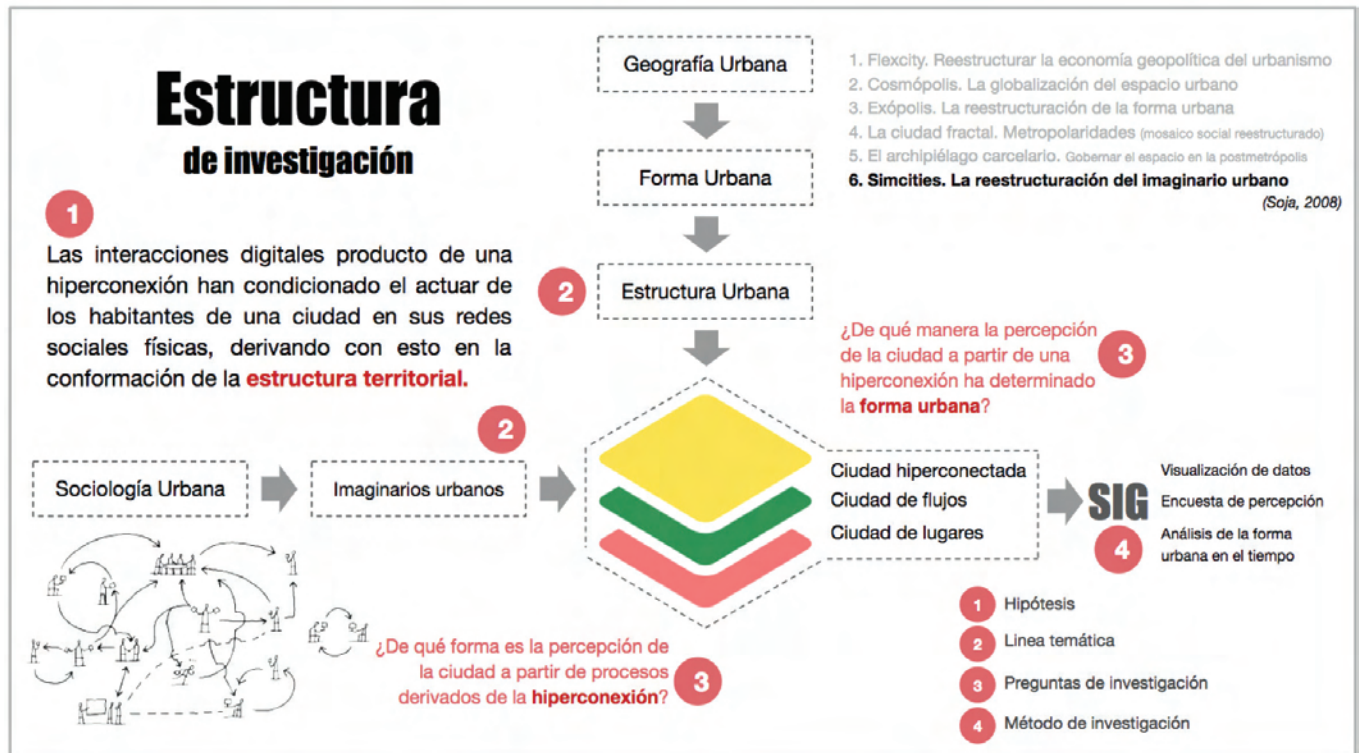 Estructura
de investigación
1
Las interacciones digitales producto de una
hiperconexión han condicionado el actuar de
los habitantes de una ciudad en sus redes
sociales físicas, derivando con esto en la
conformación de la estructura territorial.
Geografía Urbana
Forma Urbana
2
Estructura Urbana
1. Flexcity. Reestructurar la economía geopolítica del urbanismo
2. Cosmópolis. La globalización del espacio urbano
3. Exópolis. La reestructuración de la forma urbana
4. La ciudad fractal. Metropolaridades (mosaico social reestructurado)
5. El archipiélago carcelario. Gobernar el espacio en la postmetrópolis
6. Simcities. La reestructuración del imaginario urbano
(Soja, 2008)
¿De qué manera la percepción
de la ciudad a partir de una
hiperconexión ha determinado
la forma urbana?
3
2
Sociología Urbana
Imaginarios urbanos
Ciudad hiperconectada
Ciudad de flujos
Ciudad de lugares
SIG
4
Visualización de datos
Encuesta de percepción
Análisis de la forma
urbana en el tiempo
¿De qué forma es la percepción de
la ciudad a partir de procesos
derivados de la hiperconexión?
3
1 Hipótesis
2 Linea temática
3 Preguntas de investigación
4 Método de investigación